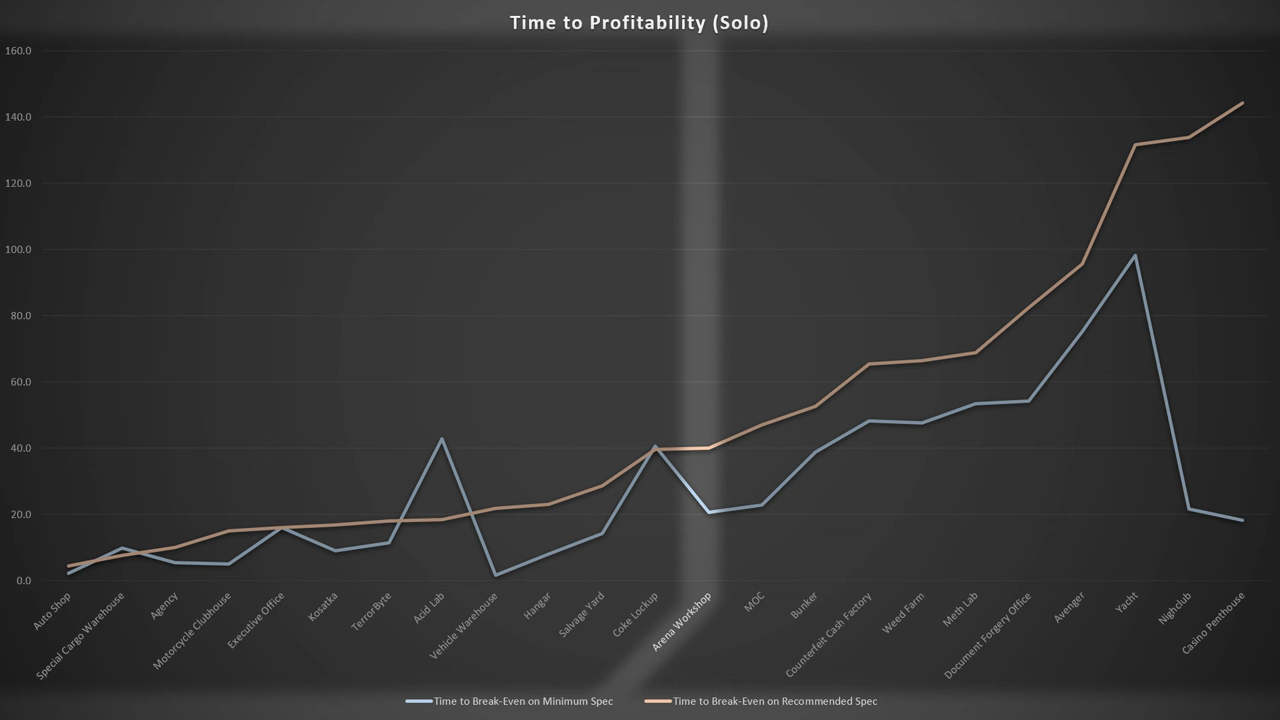 Time to Profitability (Solo)
160.0
140.0
120.0
100.0
80.0
60.0
40.0
20.0
0.0
Auto Shop
Special Cargo Warehouse
Agency
Motorcycle Clubhouse
Executive Office
Kosatka
TerrorByte
Acid Lab
Vehicle Warehouse
Hangar
Salvage Yard
Coke Lockup
Arena Workshop
MOC
Bunker
Counterfeit Cash Factory
Weed Farm
Meth Lab
Document Forgery Office
Avenger
Yacht
Nighclub
Casino Penthouse
Time to Break-Even on Minimum Spec
Time to Break-Even on Recommended Spec